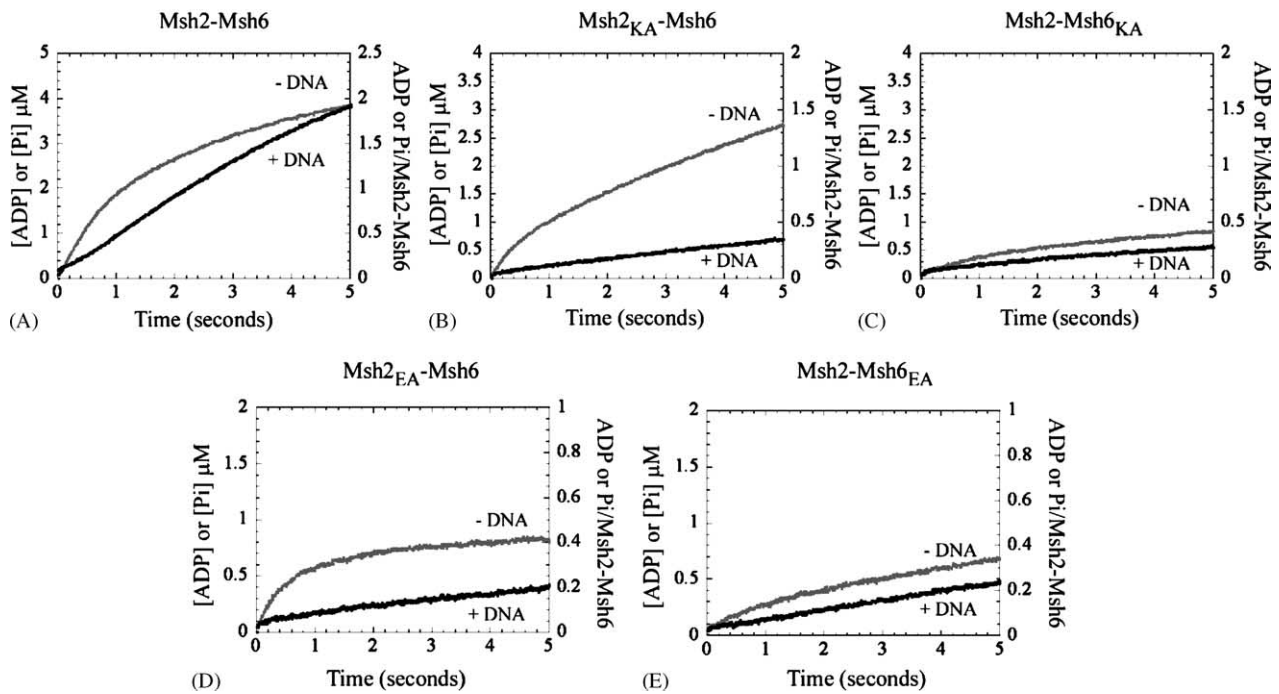 Msh2-Msh6
[ADP] or [Pi] μM
5
4
3
2
1
0
- DNA
+ DNA
2.5
2
1.5
1
0.5
0
ADP or Pi/Msh2-Msh6
0 1 2 3 4 5
(A) Time (seconds)
Msh2KA-Msh6
[ADP] or [Pi] μM
4
3.5
3
2.5
2
1.5
1
0.5
0
- DNA
+ DNA
2
1.5
1
0.5
0
ADP or Pi/Msh2-Msh6
0 1 2 3 4 5
(B) Time (seconds)
Msh2-Msh6KA
[ADP] or [Pi] μM
4
3.5
3
2.5
2
1.5
1
0.5
0
- DNA
+ DNA
2
1.5
1
0.5
0
ADP or Pi/Msh2-Msh6
0 1 2 3 4 5
(C) Time (seconds)
Msh2EA-Msh6
[ADP] or [Pi] μM
2
1.5
1
0.5
0
- DNA
+ DNA
1
0.8
0.6
0.4
0.2
0
ADP or Pi/Msh2-Msh6
0 1 2 3 4 5
(D) Time (seconds)
Msh2-Msh6EA
[ADP] or [Pi] μM
2
1.5
1
0.5
0
- DNA
+ DNA
1
0.8
0.6
0.4
0.2
0
ADP or Pi/Msh2-Msh6
0 1 2 3 4 5
(E) Time (seconds)